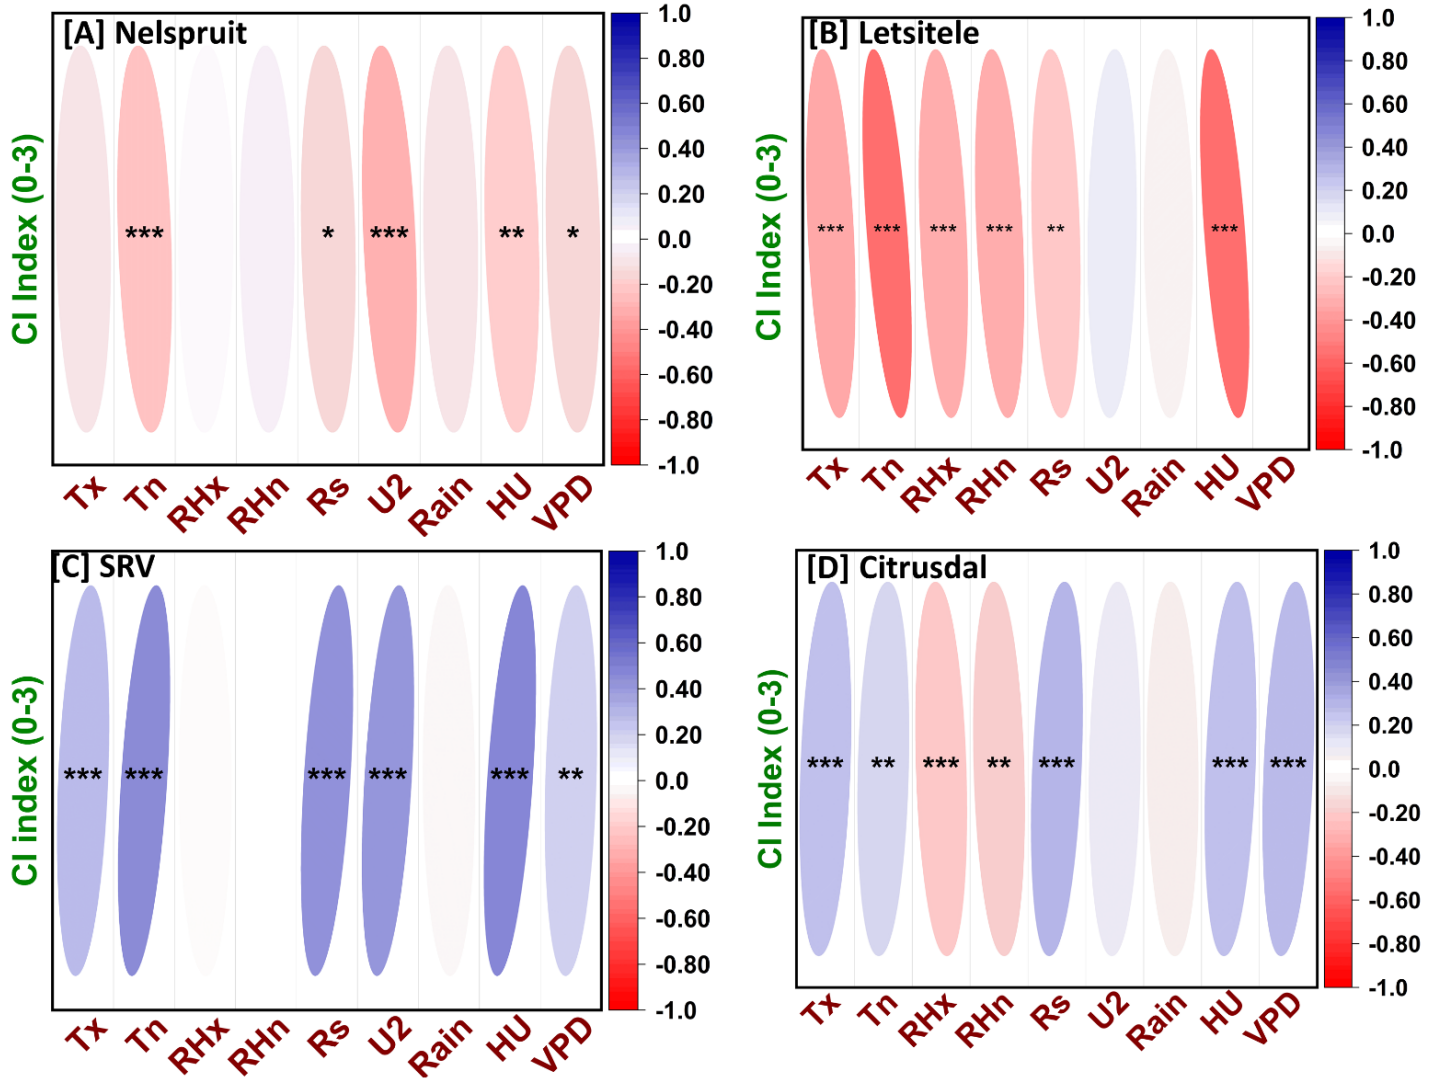 [A] Nelspruit
CI Index (0-3)
*** * *** ** *
Tx Tn RHx RHn Rs U2 Rain HU VPD
1.0
0.80
0.60
0.40
0.20
0.0
-0.20
-0.40
-0.60
-0.80
-1.0
[B] Letsitele
CI Index (0-3)
*** *** *** *** ** ***
Tx Tn RHx RHn Rs U2 Rain HU VPD
1.0
0.80
0.60
0.40
0.20
0.0
-0.20
-0.40
-0.60
-0.80
-1.0
[C] SRV
CI index (0-3)
*** *** *** *** *** **
Tx Tn RHx RHn Rs U2 Rain HU VPD
1.0
0.80
0.60
0.40
0.20
0.0
-0.20
-0.40
-0.60
-0.80
-1.0
[D] Citrusdal
CI Index (0-3)
*** ** *** ** *** *** ***
Tx Tn RHx RHn Rs U2 Rain HU VPD
1.0
0.80
0.60
0.40
0.20
0.0
-0.20
-0.40
-0.60
-0.80
-1.0